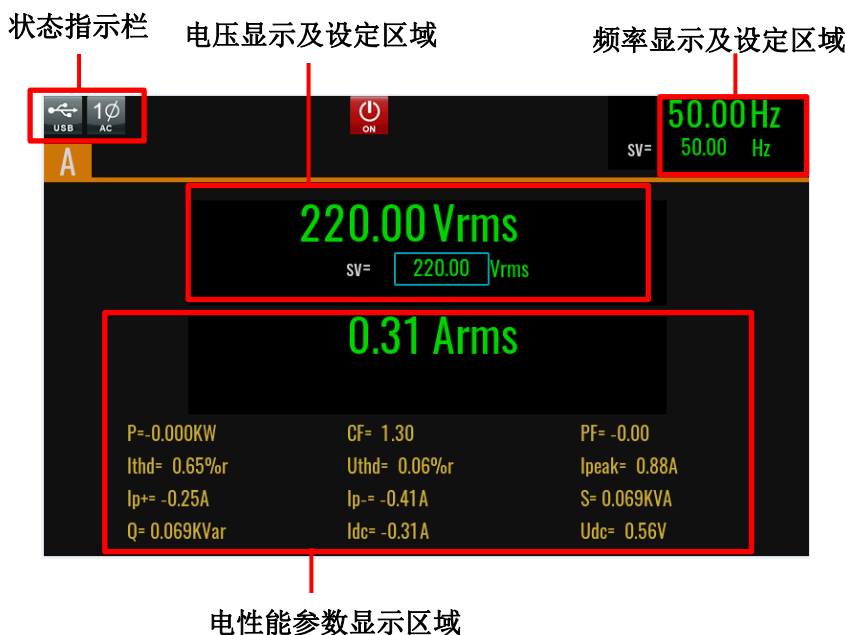 状态指示栏
电压显示及设定区域
频率显示及设定区域
USB
1Ø
AC
ON
50.00Hz
SV= 50.00 Hz
A
220.00 Vrms
SV= 220.00 Vrms
0.31 Arms
P=-0.000KW CF= 1.30 PF= -0.00
Ithd= 0.65%r Uthd= 0.06%r Ipeak= 0.88A
Ip+= -0.25A Ip-= -0.41A S= 0.069KVA
Q= 0.069KVar Idc= -0.31A Udc= 0.56V
电性能参数显示区域